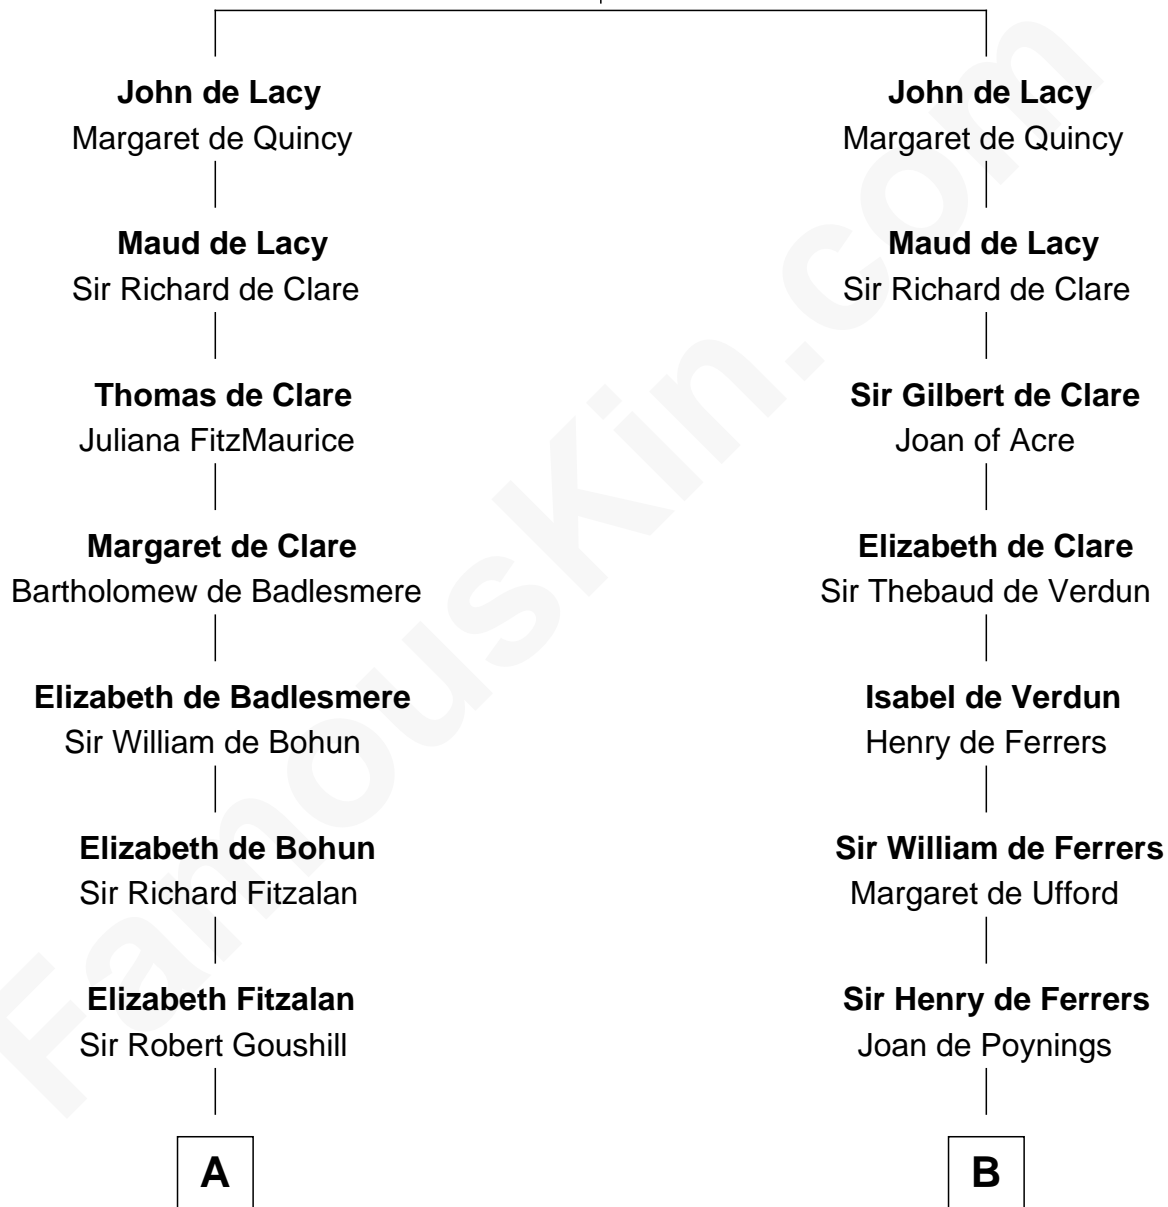 John de Lacy
Margaret de Quincy
Maud de Lacy
Sir Richard de Clare
Thomas de Clare
Juliana FitzMaurice
Margaret de Clare
Bartholomew de Badlesmere
Elizabeth de Badlesmere
Sir William de Bohun
Elizabeth de Bohun
Sir Richard Fitzalan
Elizabeth Fitzalan
Sir Robert Goushill
A
John de Lacy
Margaret de Quincy
Maud de Lacy
Sir Richard de Clare
Sir Gilbert de Clare
Joan of Acre
Elizabeth de Clare
Sir Thebaud de Verdun
Isabel de Verdun
Henry de Ferrers
Sir William de Ferrers
Margaret de Ufford
Sir Henry de Ferrers
Joan de Poynings
B
FamousKin.com